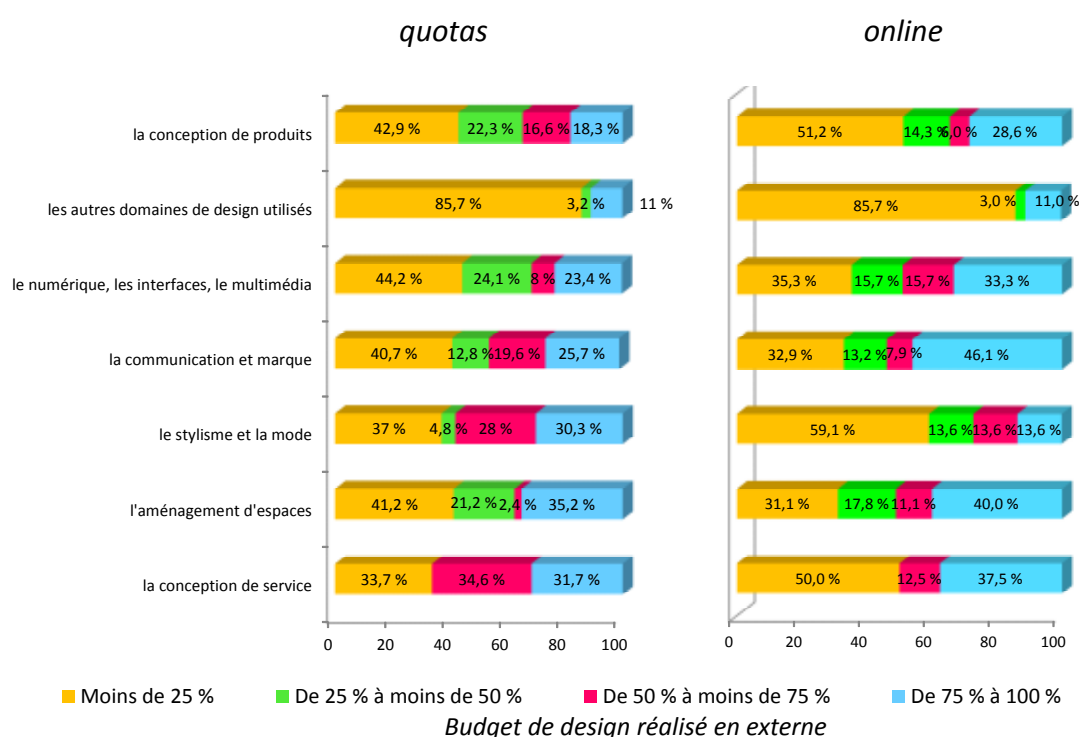 quotas
online
la conception de produits
42,9 % 22,3 % 16,6 % 18,3 %
51,2 % 14,3 % 6,0 % 28,6 %
les autres domaines de design utilisés
85,7 % 3,2 % 11 %
85,7 % 3,0 % 11,0 %
le numérique, les interfaces, le multimédia
44,2 % 24,1 % 8 % 23,4 %
35,3 % 15,7 % 15,7 % 33,3 %
la communication et marque
40,7 % 12,8 % 19,6 % 25,7 %
32,9 % 13,2 % 7,9 % 46,1 %
le stylisme et la mode
37 % 4,8 % 28 % 30,3 %
59,1 % 13,6 % 13,6 % 13,6 %
l'aménagement d'espaces
41,2 % 21,2 % 2,4 % 35,2 %
31,1 % 17,8 % 11,1 % 40,0 %
la conception de service
33,7 % 34,6 % 31,7 %
50,0 % 12,5 % 37,5 %
0 20 40 60 80 100
0 20 40 60 80 100
Moins de 25 % De 25 % à moins de 50 % De 50 % à moins de 75 % De 75 % à 100 %
Budget de design réalisé en externe